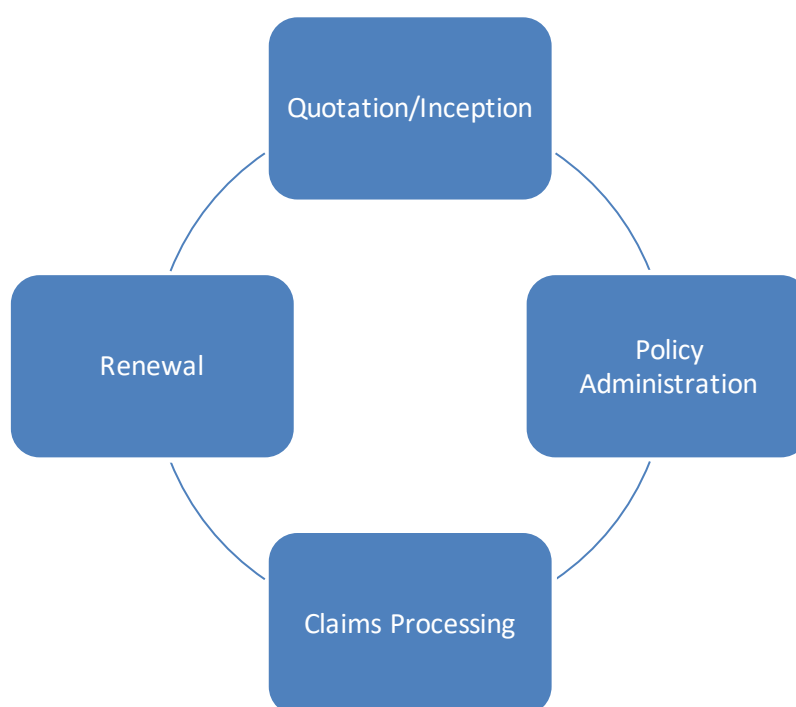 Quotation/Inception
Policy
Administration
Claims Processing
Renewal